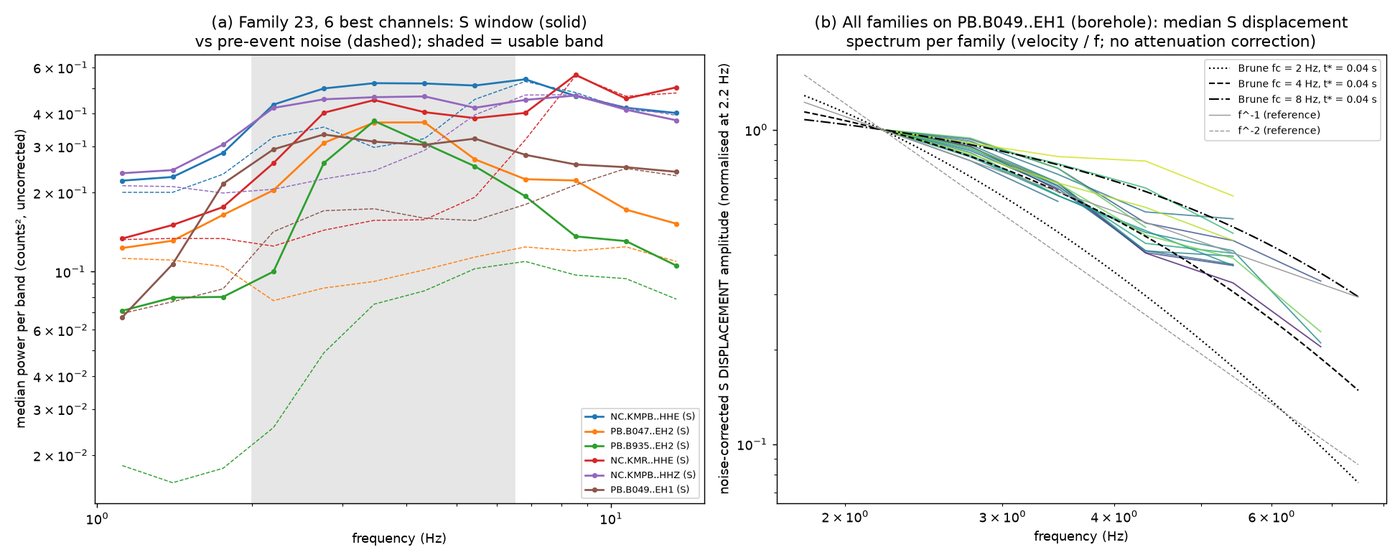 (a) Family 23, 6 best channels: S window (solid)
vs pre-event noise (dashed); shaded = usable band
median power per band (counts², uncorrected)
6 × 10⁻¹
4 × 10⁻¹
3 × 10⁻¹
2 × 10⁻¹
10⁻¹
6 × 10⁻²
4 × 10⁻²
3 × 10⁻²
2 × 10⁻²
10⁰
10¹
frequency (Hz)
NC.KMPB..HHE (S)
PB.B047..EH2 (S)
PB.B935..EH2 (S)
NC.KMR..HHE (S)
NC.KMPB..HHZ (S)
PB.B049..EH1 (S)
(b) All families on PB.B049..EH1 (borehole): median S displacement
spectrum per family (velocity / f; no attenuation correction)
noise-corrected S DISPLACEMENT amplitude (normalised at 2.2 Hz)
10⁰
10⁻¹
2 × 10⁰
3 × 10⁰
4 × 10⁰
6 × 10⁰
frequency (Hz)
Brune fc = 2 Hz, t* = 0.04 s
Brune fc = 4 Hz, t* = 0.04 s
Brune fc = 8 Hz, t* = 0.04 s
f^-1 (reference)
f^-2 (reference)